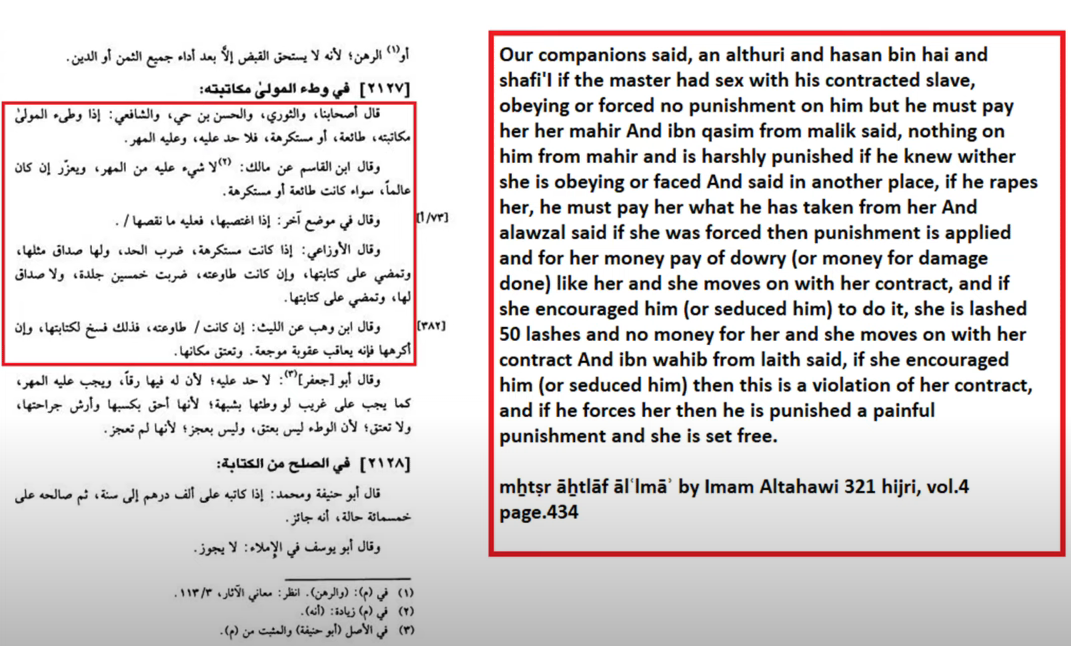 أو(١) الرهن؛ لأنه لا يستحق القبض إلاَّ بعد أداء جميع الثمن أو الدين.
[٢١٢٧] في وطء المولىٰ مكاتبته:
قال أصحابنا، والثوري، والحسن بن حي، والشافعي: إذا وطىء المولىٰ
مكاتبته، طائعة، أو مستكرهة، فلا حد عليه، وعليه المهر.
وقال ابن القاسم عن مالك: (٢)لا شيء عليه من المهر، ويعزّر إن كان
عالماً، سواء كانت طائعة أو مستكرهة.
[٧٣/أ] وقال في موضع آخر: إذا اغتصبها، فعليه ما نقصها / .
وقال الأوزاعي: إذا كانت مستكرهة، ضرب الحد، ولها صداق مثلها،
وتمضي على كتابتها، وإن كانت طاوعته، ضربت خمسين جلدة، ولا صداق
لها، وتمضي على كتابتها.
[٣٨٢] وقال ابن وهب عن الليث: إن كانت / طاوعته، فذلك فسخ لكتابتها، وإن
أكرهها فإنه يعاقب عقوبة موجعة. وتعتق مكانها.
وقال أبو [جعفر](٣): لا حد عليه؛ لأن له فيها رقاً، ويجب عليه المهر،
كما يجب على غريب لو وطئها بشبهة؛ لأنها أحق بكسبها وأرش جراحتها،
ولا تعتق؛ لأن الوطء ليس بعتق، وليس بعجز؛ لأنها لم تعجز.
[٢١٢٨] في الصلح من الكتابة:
قال أبو حنيفة ومحمد: إذا كاتبه على ألف درهم إلى سنة، ثم صالحه على
خمسمائة حالة، أنه جائز.
وقال أبو يوسف في الإملاء: لا يجوز.
(١) في (م): (والرهن). انظر: معاني الآثار، ١١٣/٣.
(٢) في (م) زيادة: (أنه).
(٣) في الأصل (أبو حنيفة) والمثبت من (م).
Our companions said, an althuri and hasan bin hai and
shafi'I if the master had sex with his contracted slave,
obeying or forced no punishment on him but he must pay
her her mahir And ibn qasim from malik said, nothing on
him from mahir and is harshly punished if he knew wither
she is obeying or faced And said in another place, if he rapes
her, he must pay her what he has taken from her And
alawzal said if she was forced then punishment is applied
and for her money pay of dowry (or money for damage
done) like her and she moves on with her contract, and if
she encouraged him (or seduced him) to do it, she is lashed
50 lashes and no money for her and she moves on with her
contract And ibn wahib from laith said, if she encouraged
him (or seduced him) then this is a violation of her contract,
and if he forces her then he is punished a painful
punishment and she is set free.
mẖtṣr āẖtlāf ālʿlmāʾ by Imam Altahawi 321 hijri, vol.4
page.434